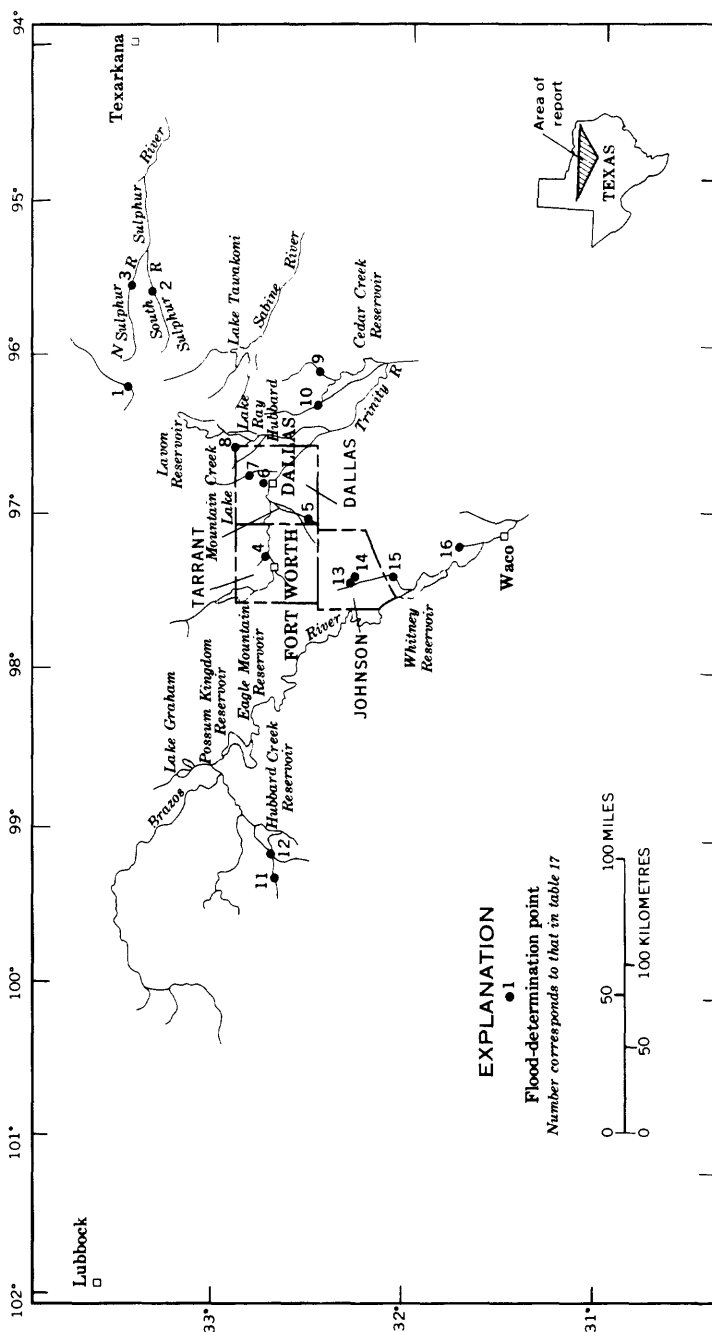 102°
101°
100°
99°
98°
97°
96°
95°
94°
33°
32°
31°
Lubbock
Texarkana
Brazos
Lake Graham
Possum Kingdom
Reservoir
Eagle Mountain
Reservoir
Hubbard Creek
Reservoir
11
12
River
TARRANT
Mountain Creek
Lake
4
FORT WORTH
JOHNSON
13
14
15
Whitney
Reservoir
16
Waco
Lavon
Reservoir
8
7
6
5
DALLAS
DALLAS
Lake
Ray
Hubbard
Trinity R
10
9
Cedar Creek
Reservoir
Lake Tawakoni
Sabine River
1
N Sulphur R
3
South
Sulphur R
2
Sulphur River
EXPLANATION
1
Flood-determination point
Number corresponds to that in table 17
0 50 100 MILES
0 50 100 KILOMETRES
Area of
report
TEXAS